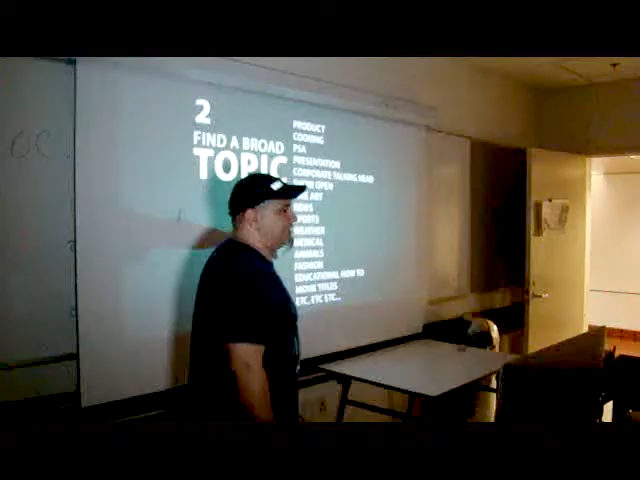 2
FIND A BROAD
TOPIC
PRODUCT
COOKING
PSA
PRESENTATION
CORPORATE TALKING HEAD
OPEN
ART
NEWS
SPORTS
WEATHER
MEDICAL
ANIMALS
FASHION
EDUCATIONAL HOW TO
MOVIE TITLES
ETC, ETC ETC...